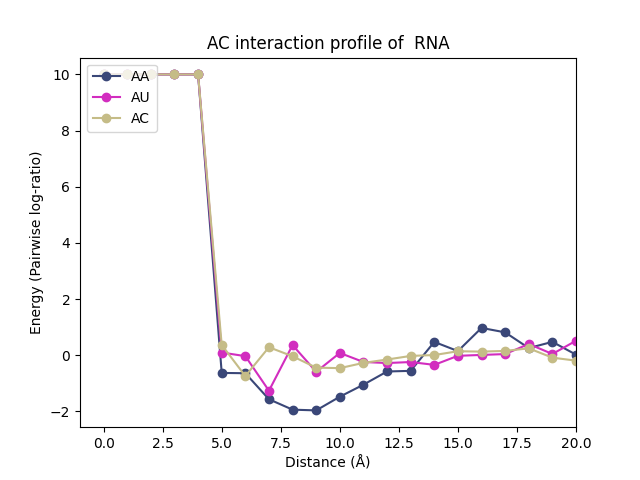 AC interaction profile of  RNA
Energy (Pairwise log-ratio)
10
8
6
4
2
0
−2
AA
AU
AC
0.0 2.5 5.0 7.5 10.0 12.5 15.0 17.5 20.0
Distance (Å)